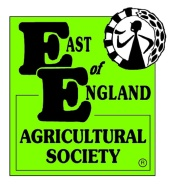 EAST
of
ENGLAND
AGRICULTURAL
SOCIETY
®